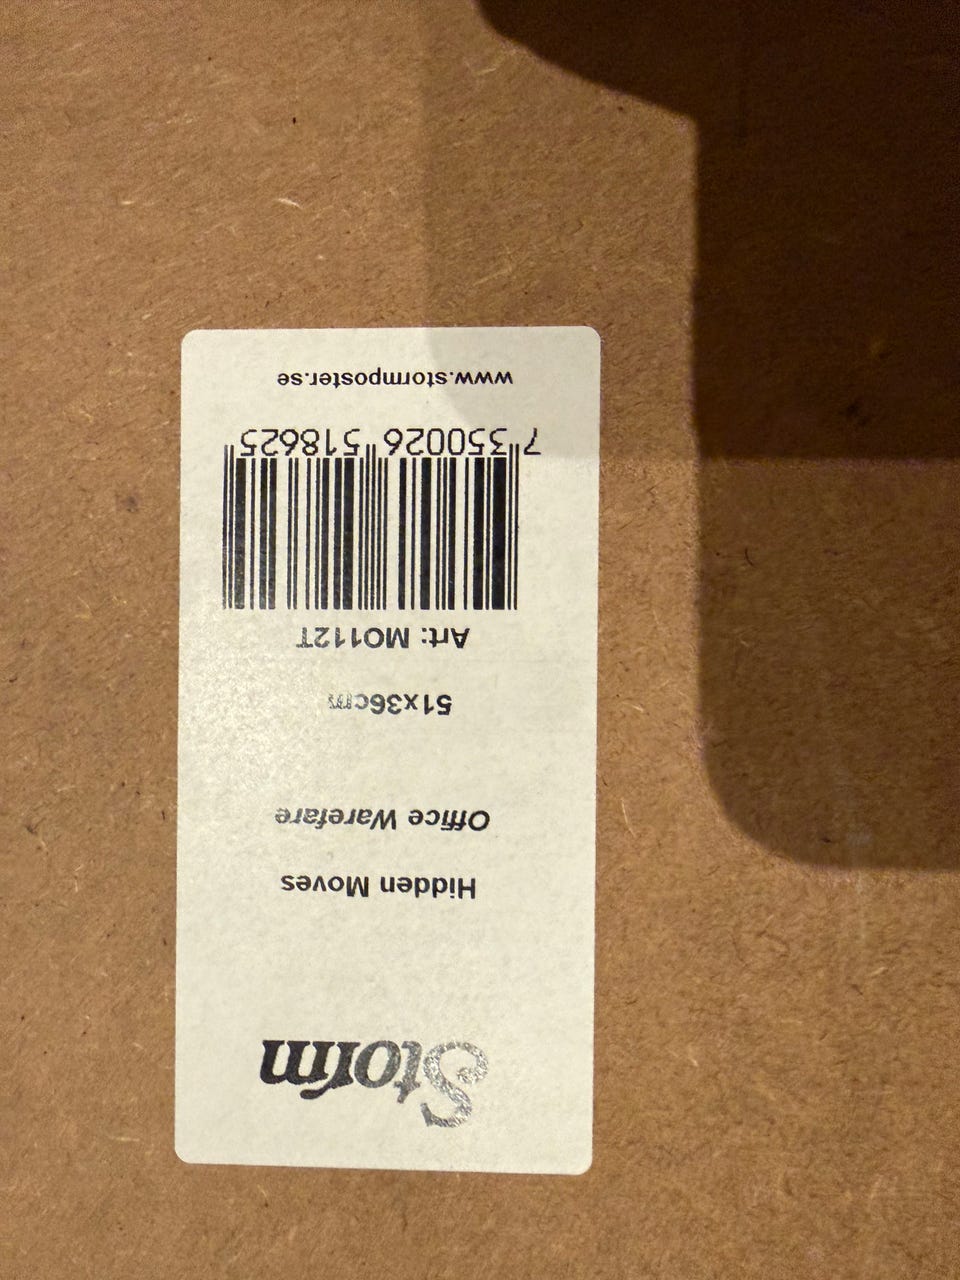 Storm
Hidden Moves
Office Warefare
51x36cm
Art: MO112T
7 350026 518625
www.stormposter.se